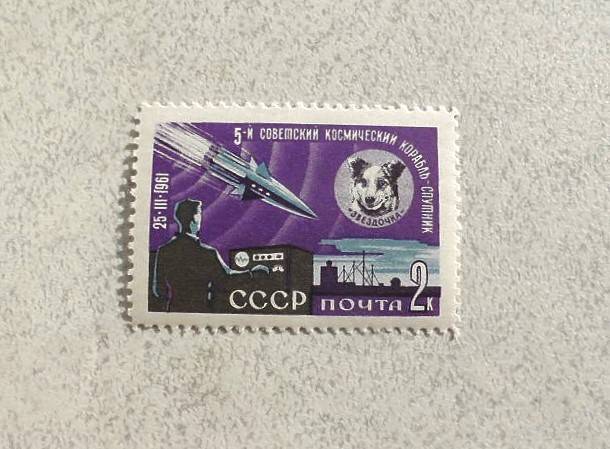 5-Й СОВЕТСКИЙ КОСМИЧЕСКИЙ КОРАБЛЬ-СПУТНИК
25·III·1961
·ЗВЕЗДОЧКА·
СССР ПОЧТА 2к